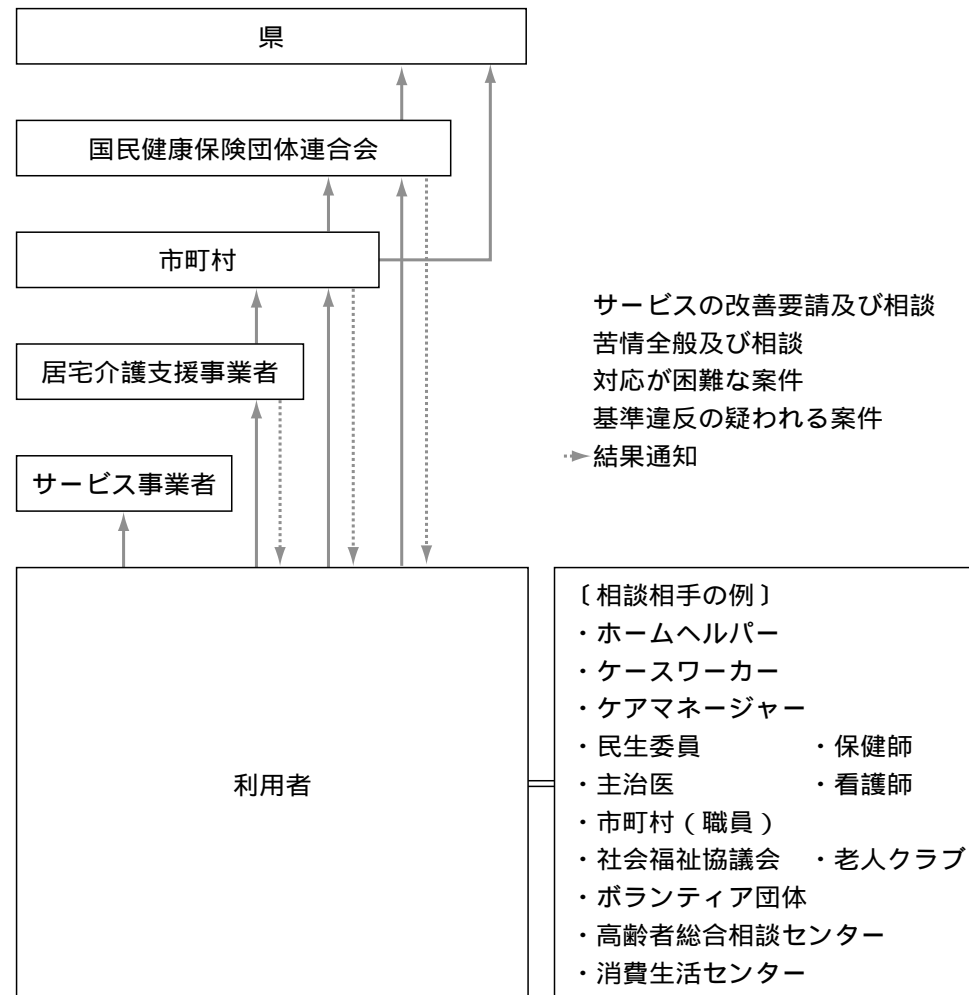 県
国民健康保険団体連合会
市町村
居宅介護支援事業者
サービス事業者
サービスの改善要請及び相談
苦情全般及び相談
対応が困難な案件
基準違反の疑われる案件
結果通知
利用者
〔相談相手の例〕
・ホームヘルパー
・ケースワーカー
・ケアマネージャー
・民生委員　・保健師
・主治医　・看護師
・市町村（職員）
・社会福祉協議会　・老人クラブ
・ボランティア団体
・高齢者総合相談センター
・消費生活センター